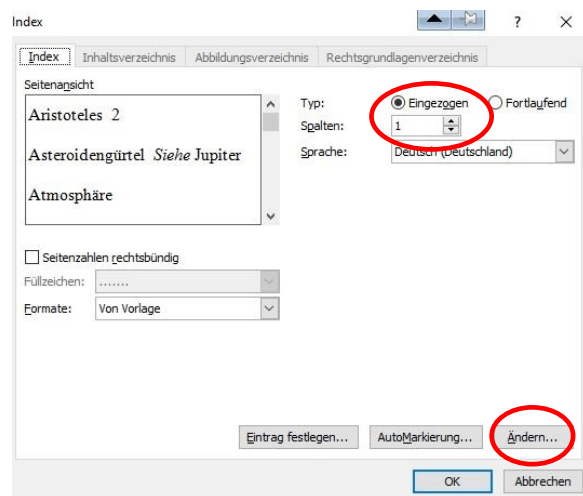 Index ?
Index Inhaltsverzeichnis Abbildungsverzeichnis Rechtsgrundlagenverzeichnis
Seitenansicht
Aristoteles 2
Asteroidengürtel Siehe Jupiter
Atmosphäre
Typ: Eingezogen Fortlaufend
Spalten: 1
Sprache: Deutsch (Deutschland)
Seitenzahlen rechtsbündig
Füllzeichen: .......
Formate: Von Vorlage
Eintrag festlegen... AutoMarkierung... Ändern...
OK Abbrechen